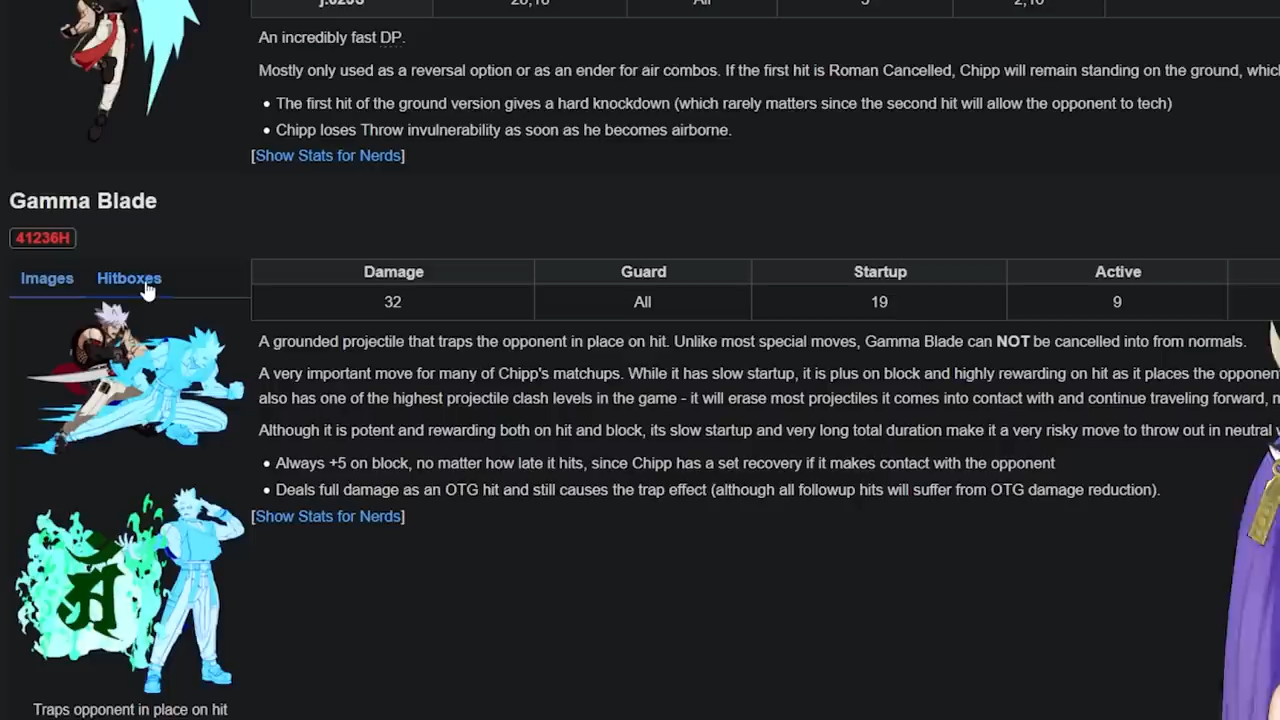 j.623S
28,16
All
5
2,16
An incredibly fast DP.
Mostly only used as a reversal option or as an ender for air combos. If the first hit is Roman Cancelled, Chipp will remain standing on the ground, whic
• The first hit of the ground version gives a hard knockdown (which rarely matters since the second hit will allow the opponent to tech)
• Chipp loses Throw invulnerability as soon as he becomes airborne.
[Show Stats for Nerds]
Gamma Blade
41236H
Images Hitboxes
Damage Guard Startup Active
32 All 19 9
A grounded projectile that traps the opponent in place on hit. Unlike most special moves, Gamma Blade can NOT be cancelled into from normals.
A very important move for many of Chipp's matchups. While it has slow startup, it is plus on block and highly rewarding on hit as it places the opponen
also has one of the highest projectile clash levels in the game - it will erase most projectiles it comes into contact with and continue traveling forward, m
Although it is potent and rewarding both on hit and block, its slow startup and very long total duration make it a very risky move to throw out in neutral
• Always +5 on block, no matter how late it hits, since Chipp has a set recovery if it makes contact with the opponent
• Deals full damage as an OTG hit and still causes the trap effect (although all followup hits will suffer from OTG damage reduction).
[Show Stats for Nerds]
Traps opponent in place on hit